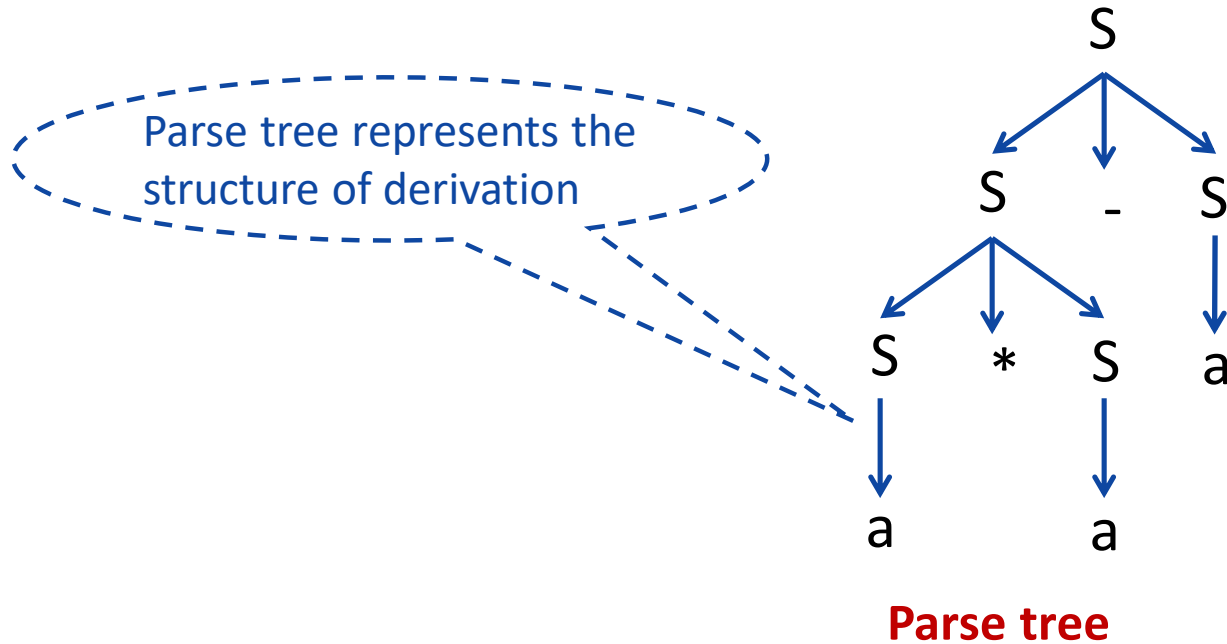 S
Parse tree represents the
structure of derivation
S - S
S * S a
a a
Parse tree